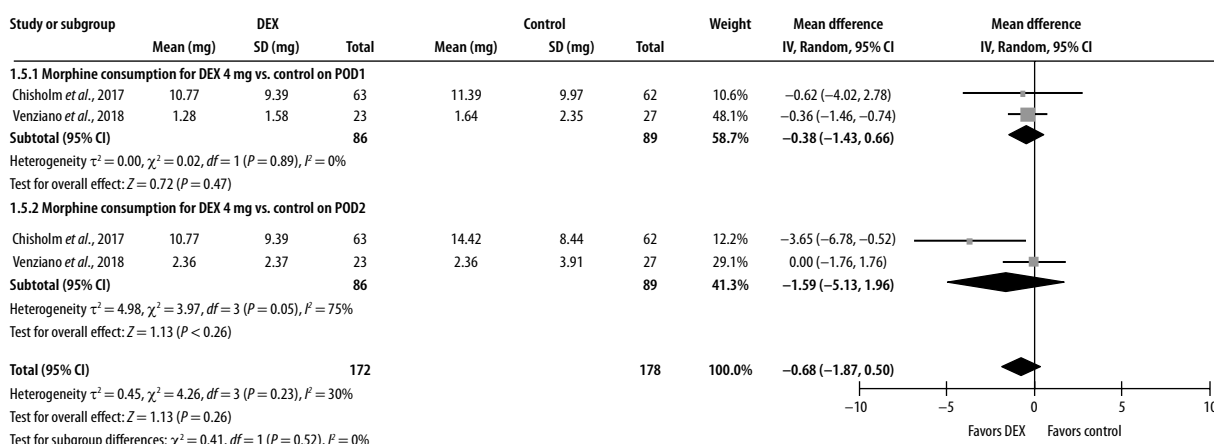 Study or subgroup DEX Control Weight Mean dfference Mean dfference
Mean (mg) SD (mg) Total Mean (mg) SD (mg) Total IV, Random, 95% CI IV, Random, 95% CI
1.5.1 Morphine consumption for DEX 4 mg vs. control on POD1
Chisholm et al., 2017 10.77 9.39 63 11.39 9.97 62 10.6% −0.62 (−4.02, 2.78)
Venziano et al., 2018 1.28 1.58 23 1.64 2.35 27 48.1% −0.36 (−1.46, −0.74)
Subtotal (95% CI) 86 89 58.7% −0.38 (−1.43, 0.66)
Heterogeneity τ² = 0.00, χ² = 0.02, df = 1 (P = 0.89), I² = 0%
Test for overall effect: Z = 0.72 (P = 0.47)
1.5.2 Morphine consumption for DEX 4 mg vs. control on POD2
Chisholm et al., 2017 10.77 9.39 63 14.42 8.44 62 12.2% −3.65 (−6.78, −0.52)
Venziano et al., 2018 2.36 2.37 23 2.36 3.91 27 29.1% 0.00 (−1.76, 1.76)
Subtotal (95% CI) 86 89 41.3% −1.59 (−5.13, 1.96)
Heterogeneity τ² = 4.98, χ² = 3.97, df = 3 (P = 0.05), I² = 75%
Test for overall effect: Z = 1.13 (P < 0.26)
Total (95% CI) 172 178 100.0% −0.68 (−1.87, 0.50)
Heterogeneity τ² = 0.45, χ² = 4.26, df = 3 (P = 0.23), I² = 30%
−10 −5 0 5 10
Test for overall effect: Z = 1.13 (P = 0.26)
Favors DEX Favors control
Test for subgroup differences: χ² = 0.41, df = 1 (P = 0.52), I² = 0%